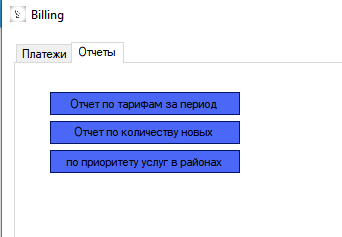 Billing
Платежи Отчеты
Отчет по тарифам за период
Отчет по количеству новых
по приоритету услуг в районах